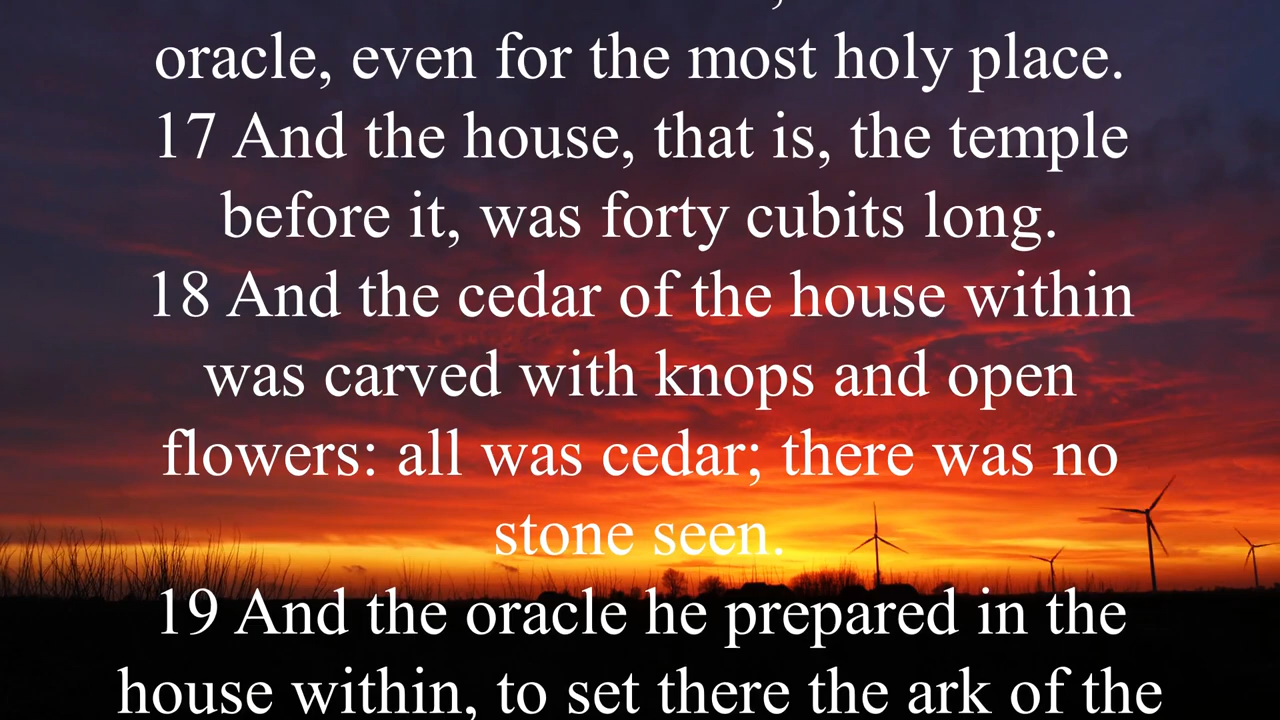 oracle, even for the most holy place.
17 And the house, that is, the temple
before it, was forty cubits long.
18 And the cedar of the house within
was carved with knops and open
flowers: all was cedar; there was no
stone seen.
19 And the oracle he prepared in the
house within, to set there the ark of the